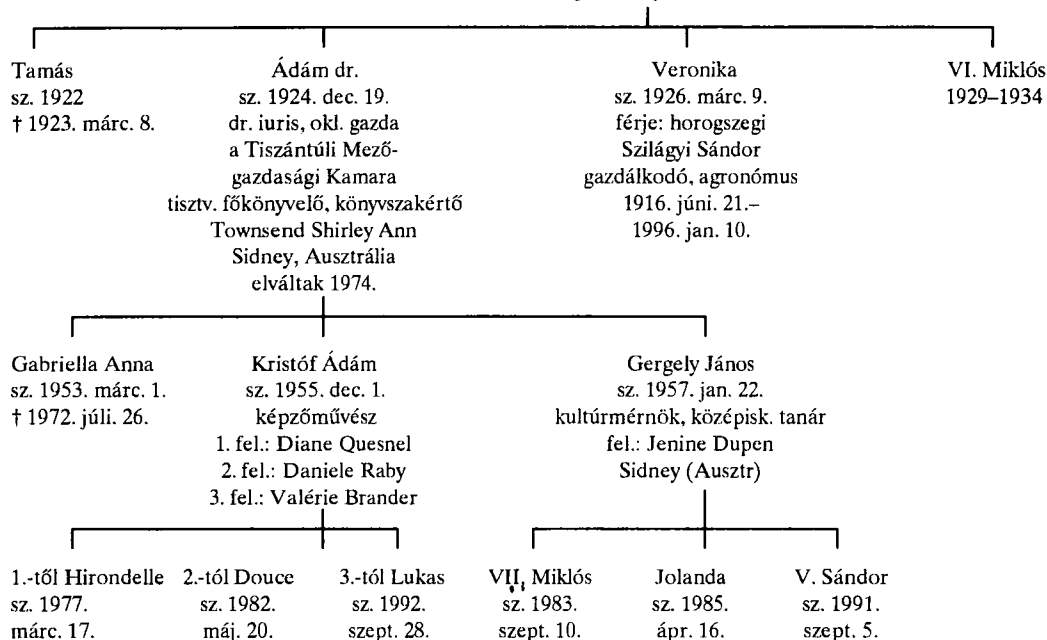 Tamás
sz. 1922
† 1923. márc. 8.
Ádám dr.
sz. 1924. dec. 19.
dr. iuris, okl. gazda
a Tiszántúli Mező-
gazdasági Kamara
tisztv. főkönyvelő, könyvszakértő
Townsend Shirley Ann
Sidney, Ausztrália
elváltak 1974.
Veronika
sz. 1926. márc. 9.
férje: horogszegi
Szilágyi Sándor
gazdálkodó, agronómus
1916. júni. 21.–
1996. jan. 10.
VI. Miklós
1929–1934
Gabriella Anna
sz. 1953. márc. 1.
† 1972. júli. 26.
Kristóf Ádám
sz. 1955. dec. 1.
képzőművész
1. fel.: Diane Quesnel
2. fel.: Daniele Raby
3. fel.: Valérie Brander
Gergely János
sz. 1957. jan. 22.
kultúrmérnök, középisk. tanár
fel.: Jenine Dupen
Sidney (Ausztr)
1.-től Hirondelle
sz. 1977.
márc. 17.
2.-tól Douce
sz. 1982.
máj. 20.
3.-tól Lukas
sz. 1992.
szept. 28.
VII. Miklós
sz. 1983.
szept. 10.
Jolanda
sz. 1985.
ápr. 16.
V. Sándor
sz. 1991.
szept. 5.